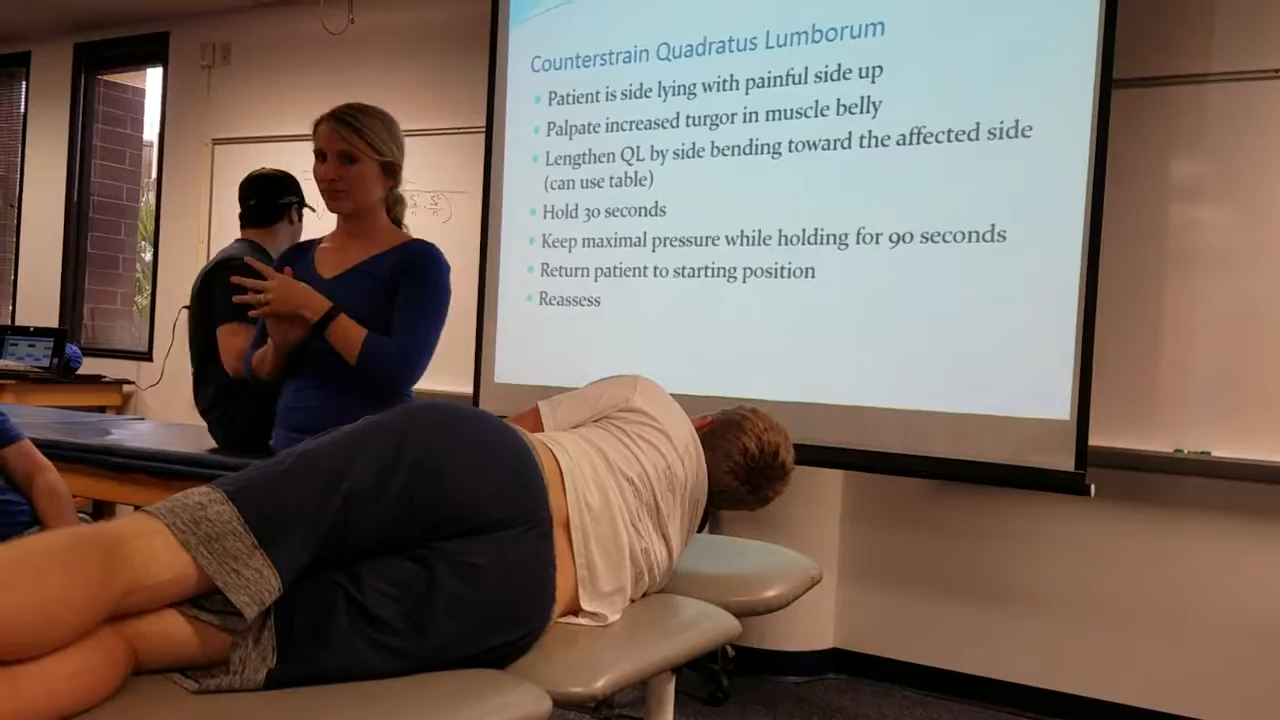 Counterstrain Quadratus Lumborum
• Patient is side lying with painful side up
• Palpate increased turgor in muscle belly
• Lengthen QL by side bending toward the affected side
(can use table)
• Hold 30 seconds
• Keep maximal pressure while holding for 90 seconds
• Return patient to starting position
• Reassess